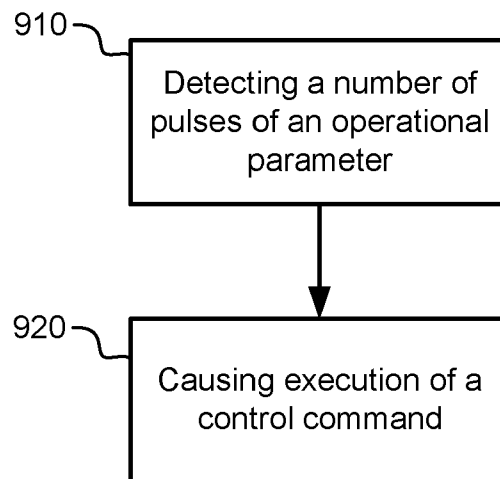 910
Detecting a number of
pulses of an operational
parameter
920
Causing execution of a
control command